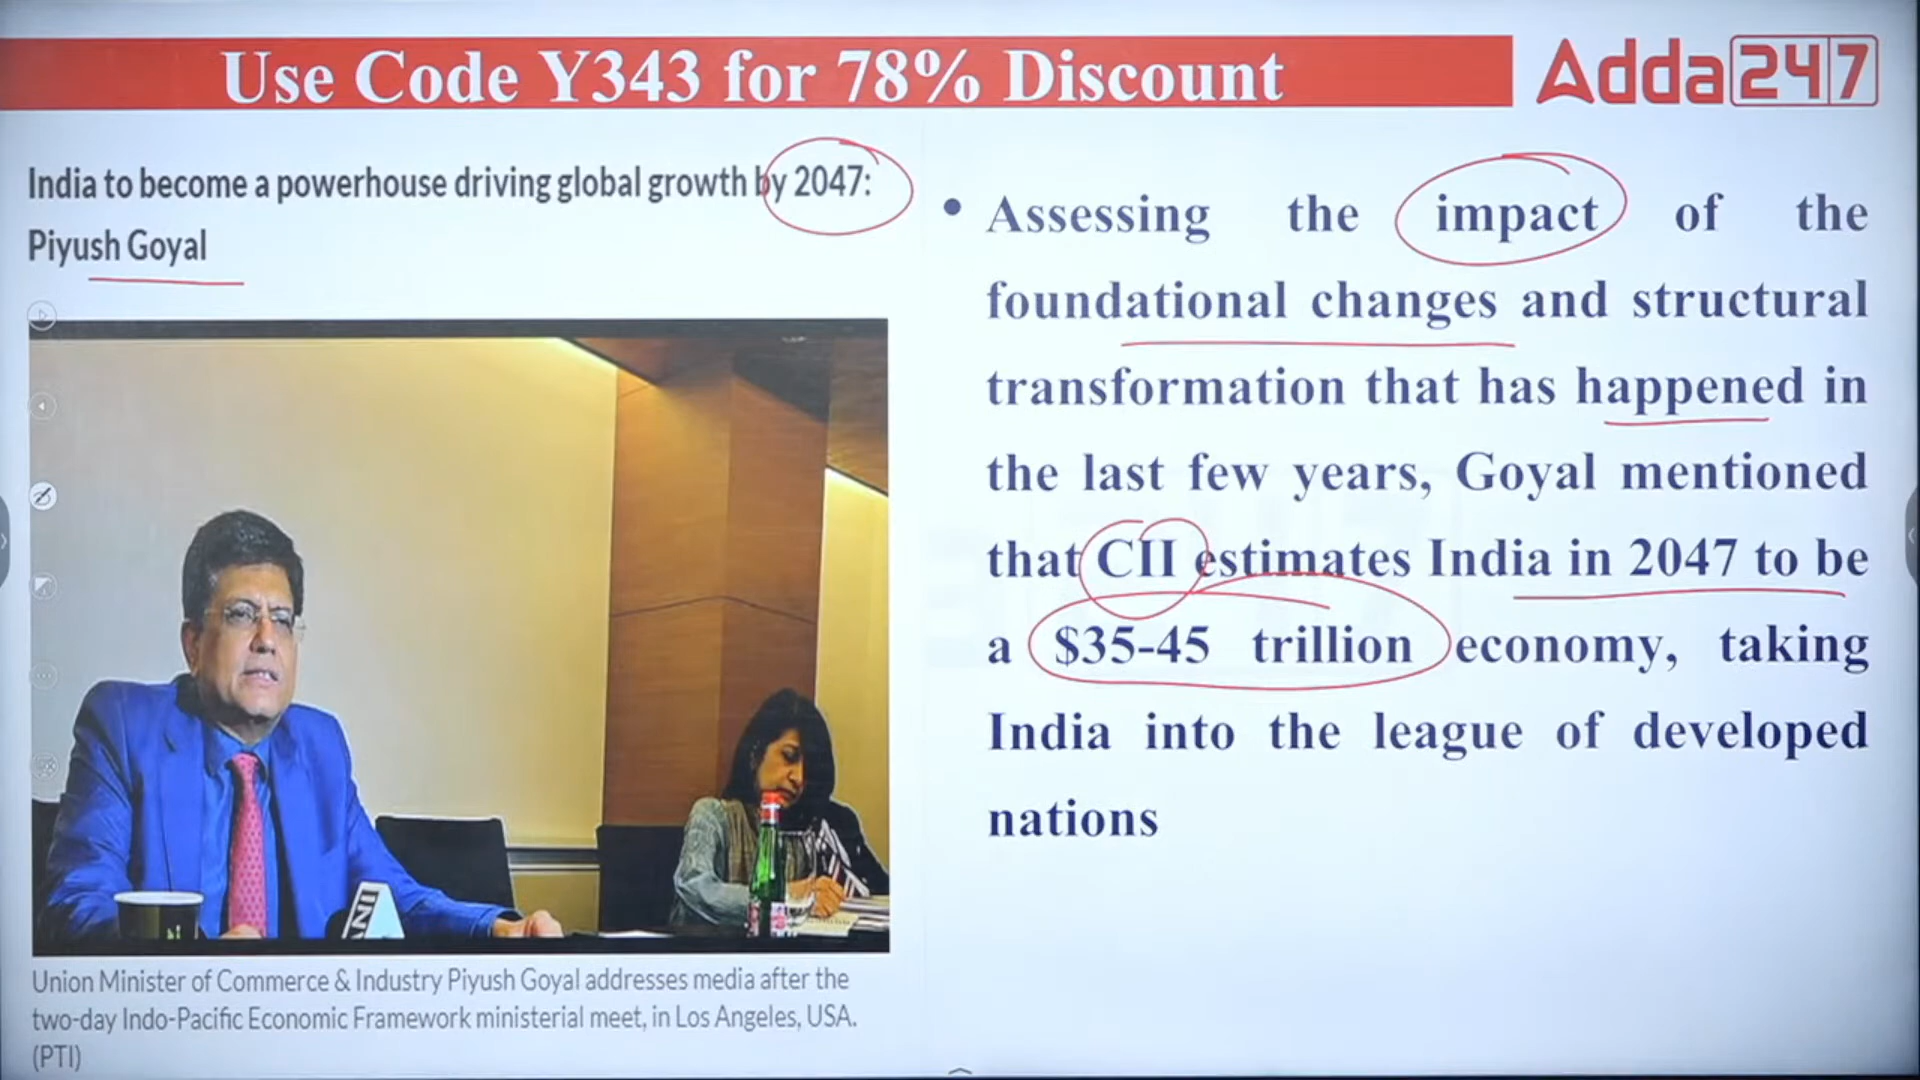 Use Code Y343 for 78% Discount
Adda247
India to become a powerhouse driving global growth by 2047:
Piyush Goyal
ANI
Union Minister of Commerce & Industry Piyush Goyal addresses media after the
two-day Indo-Pacific Economic Framework ministerial meet, in Los Angeles, USA.
(PTI)
• Assessing the impact of the
foundational changes and structural
transformation that has happened in
the last few years, Goyal mentioned
that CII estimates India in 2047 to be
a $35-45 trillion economy, taking
India into the league of developed
nations